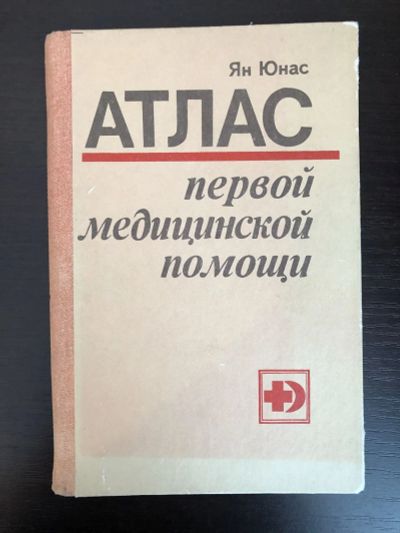 Ян Юнас
АТЛАС
первой
медицинской
помощи